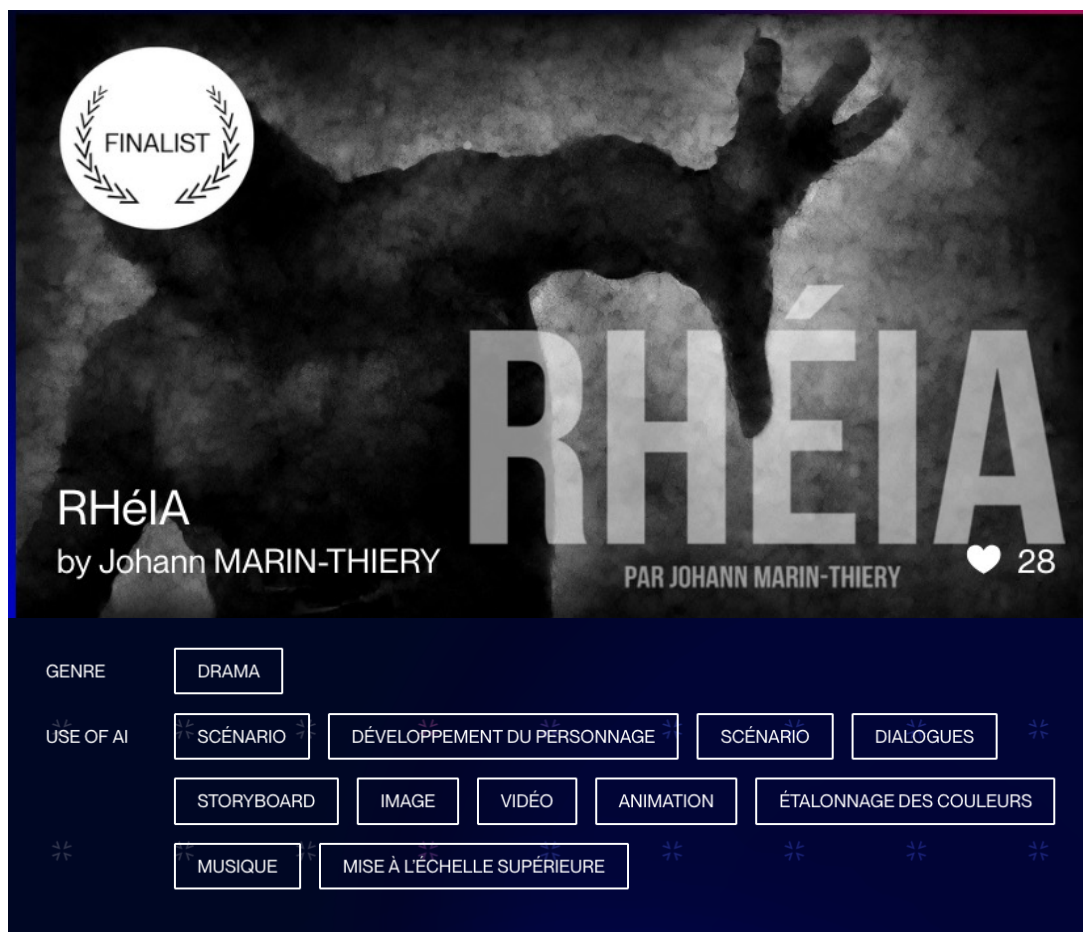 FINALIST
RHÉIA
RHéIA
by Johann MARIN-THIERY
PAR JOHANN MARIN-THIERY
28
GENRE
DRAMA
USE OF AI
SCÉNARIO
DÉVELOPPEMENT DU PERSONNAGE
SCÉNARIO
DIALOGUES
STORYBOARD
IMAGE
VIDÉO
ANIMATION
ÉTALONNAGE DES COULEURS
MUSIQUE
MISE À L'ÉCHELLE SUPÉRIEURE